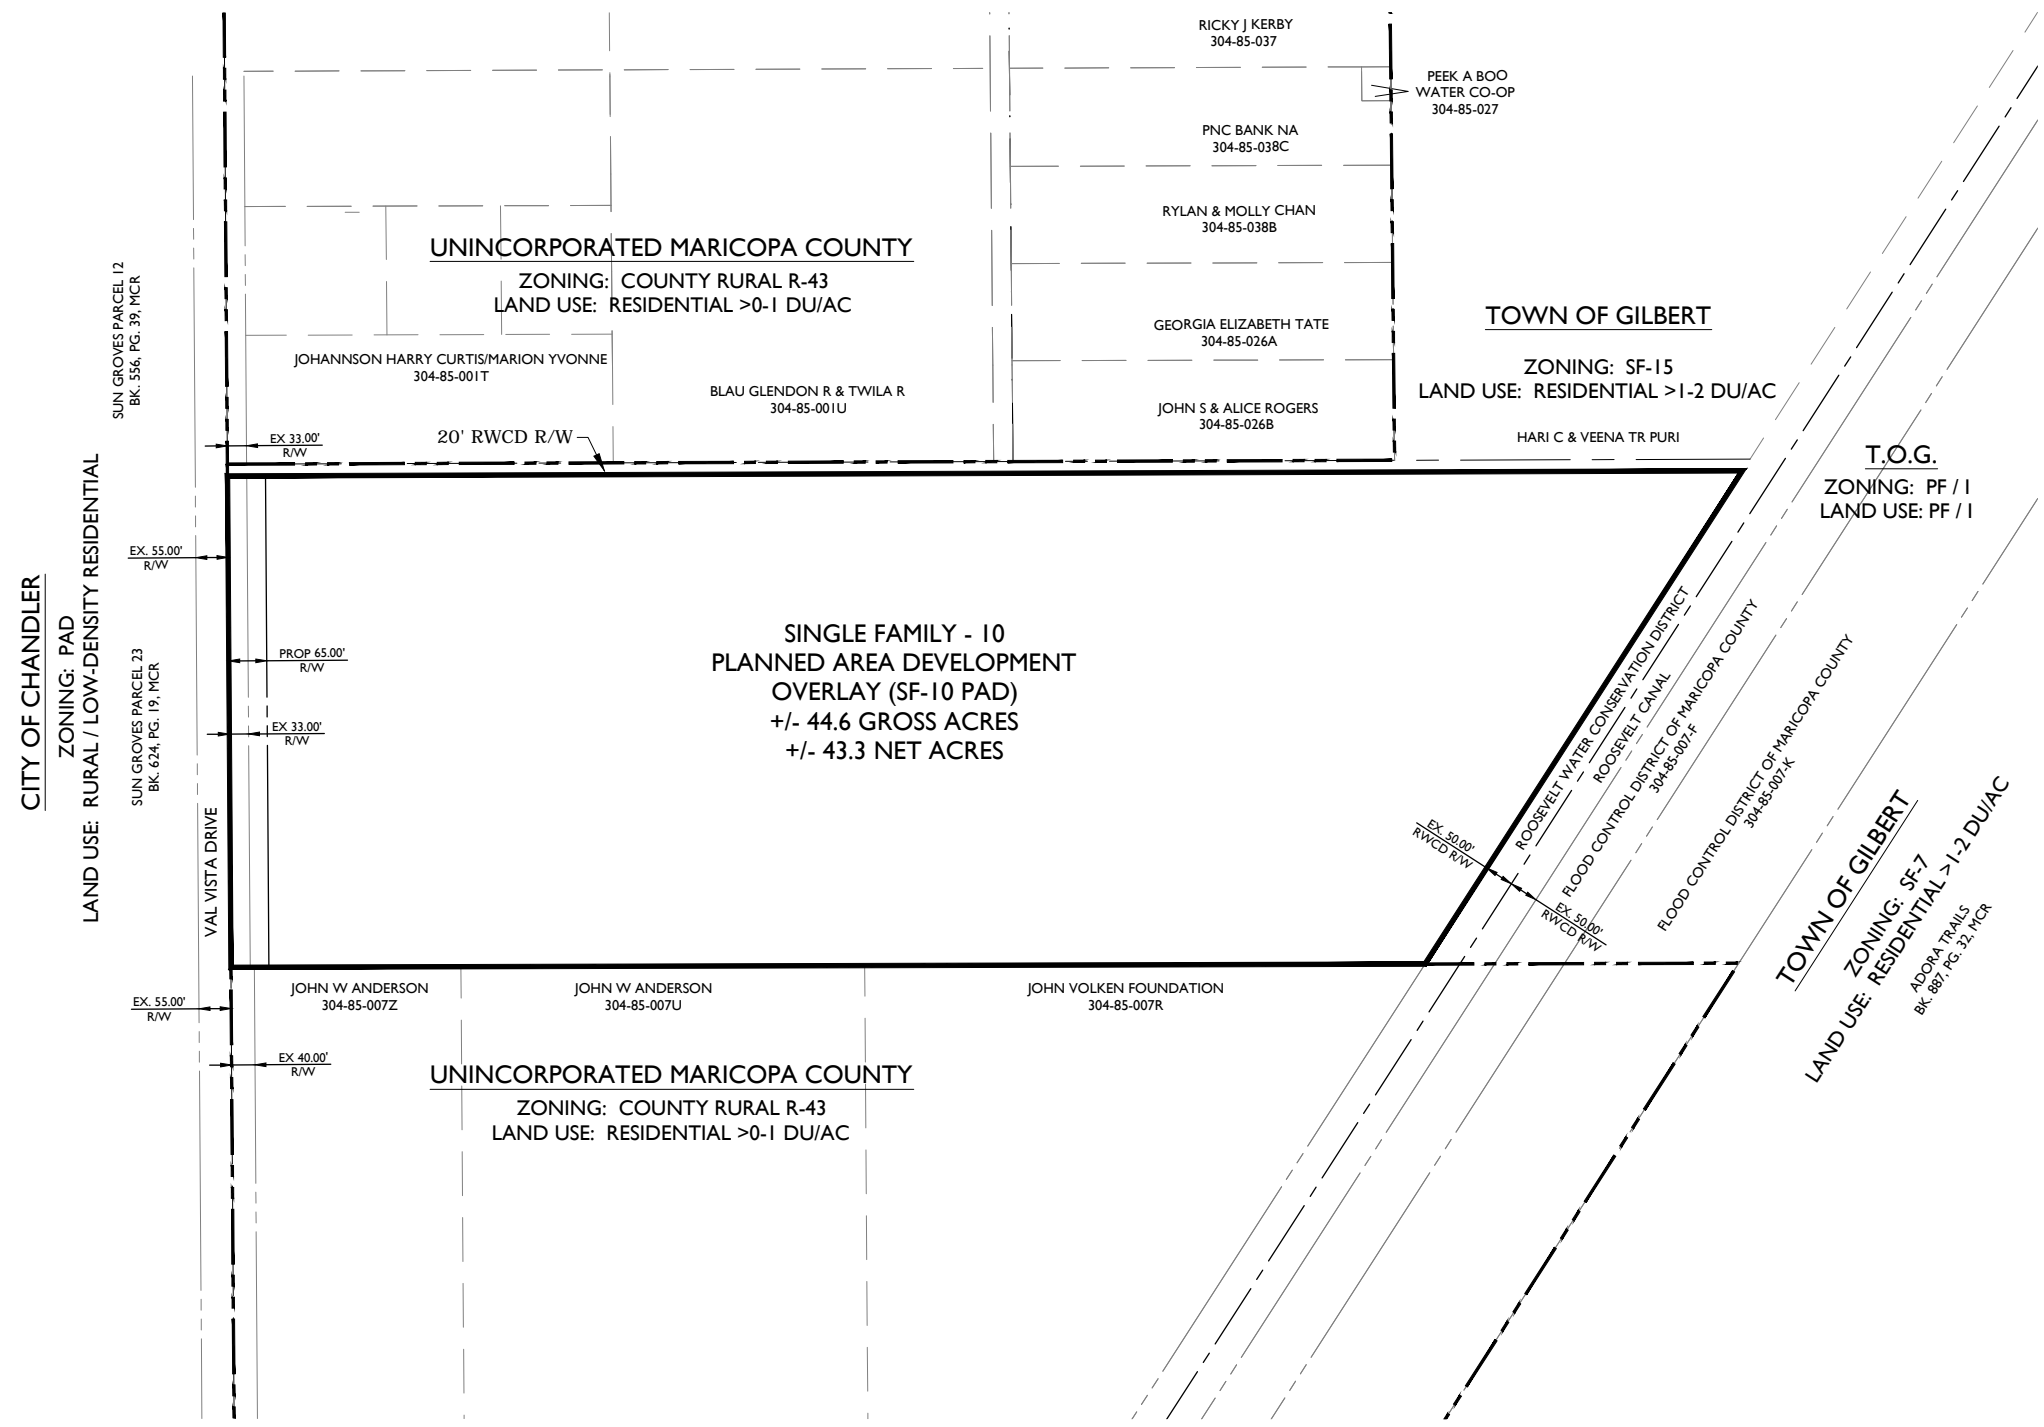 RICKY J KERBY
304-85-037
PEEK A BOO
WATER CO-OP
304-85-027
PNC BANK NA
304-85-038C
RYLAN & MOLLY CHAN
304-85-038B
UNINCORPORATED MARICOPA COUNTY
ZONING: COUNTY RURAL R-43
LAND USE: RESIDENTIAL >0-1 DU/AC
GEORGIA ELIZABETH TATE
304-85-026A
TOWN OF GILBERT
ZONING: SF-15
LAND USE: RESIDENTIAL >1-2 DU/AC
SUN GROVES PARCEL 12
BK. 556, PG. 39, MCR
JOHANNSON HARRY CURTIS/MARION YVONNE
304-85-001T
BLAU GLENDON R & TWILA R
304-85-001U
JOHN S & ALICE ROGERS
304-85-026B
HARI C & VEENA TR PURI
EX 33.00'
R/W
20' RWCD R/W
T.O.G.
ZONING: PF / I
LAND USE: PF / I
CITY OF CHANDLER
ZONING: PAD
LAND USE: RURAL / LOW-DENSITY RESIDENTIAL
EX. 55.00'
R/W
SUN GROVES PARCEL 23
BK. 624, PG. 19, MCR
PROP 65.00'
R/W
EX 33.00'
R/W
VAL VISTA DRIVE
SINGLE FAMILY - 10
PLANNED AREA DEVELOPMENT
OVERLAY (SF-10 PAD)
+/- 44.6 GROSS ACRES
+/- 43.3 NET ACRES
ROOSEVELT WATER CONSERVATION DISTRICT
ROOSEVELT CANAL
FLOOD CONTROL DISTRICT OF MARICOPA COUNTY
304-85-007-F
FLOOD CONTROL DISTRICT OF MARICOPA COUNTY
304-85-007-K
EX. 50.00'
RWCD R/W
EX. 50.00'
RWCD R/W
TOWN OF GILBERT
ZONING: SF-7
LAND USE: RESIDENTIAL >1-2 DU/AC
ADORA TRAILS
BK. 887, PG. 32, MCR
EX. 55.00'
R/W
JOHN W ANDERSON
304-85-007Z
JOHN W ANDERSON
304-85-007U
JOHN VOLKEN FOUNDATION
304-85-007R
EX 40.00'
R/W
UNINCORPORATED MARICOPA COUNTY
ZONING: COUNTY RURAL R-43
LAND USE: RESIDENTIAL >0-1 DU/AC